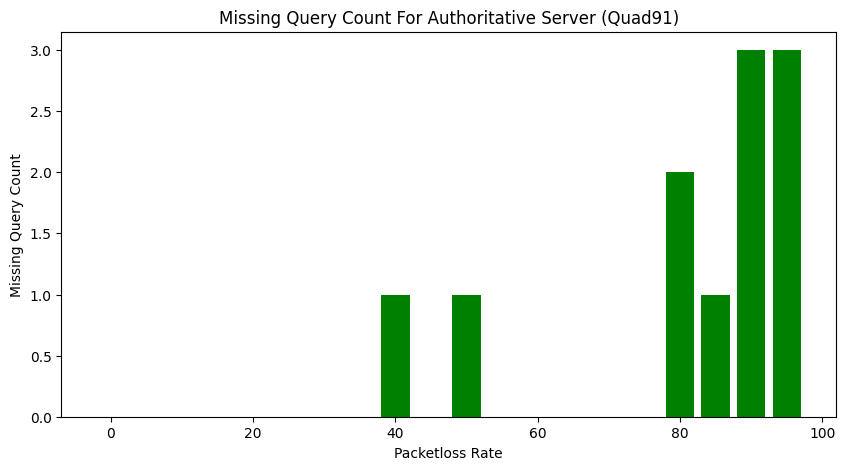 Missing Query Count For Authoritative Server (Quad91)
3.0
2.5
2.0
1.5
1.0
0.5
0.0
Missing Query Count
0 20 40 60 80 100
Packetloss Rate